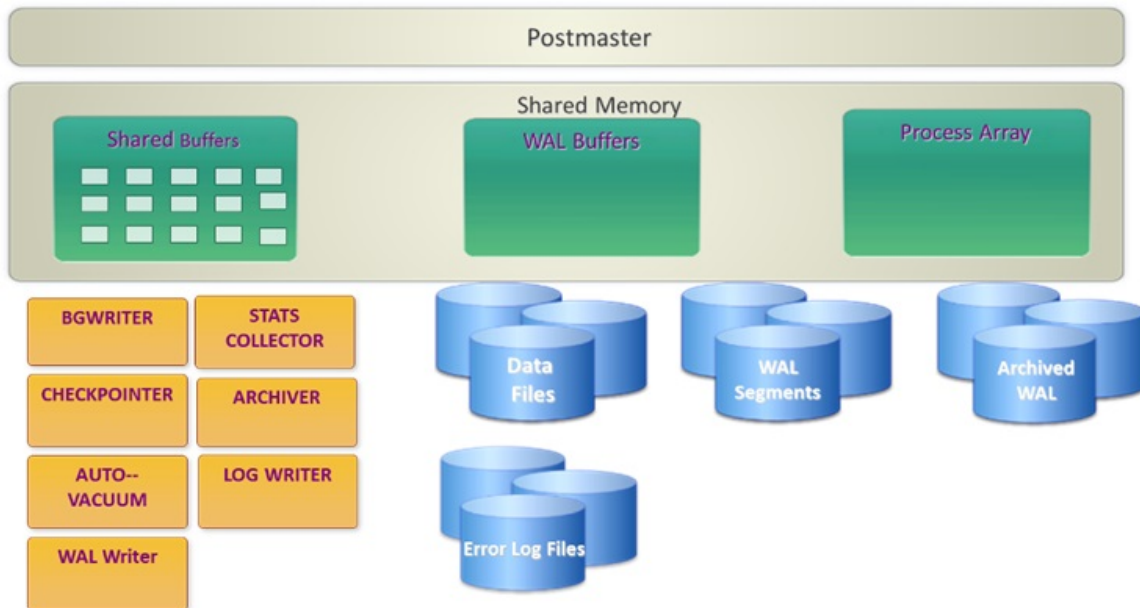 Postmaster
Shared Memory
Shared Buffers
WAL Buffers
Process Array
BGWRITER
STATS
COLLECTOR
CHECKPOINTER
ARCHIVER
AUTO--
VACUUM
LOG WRITER
WAL Writer
Data
Files
WAL
Segments
Archived
WAL
Error Log Files